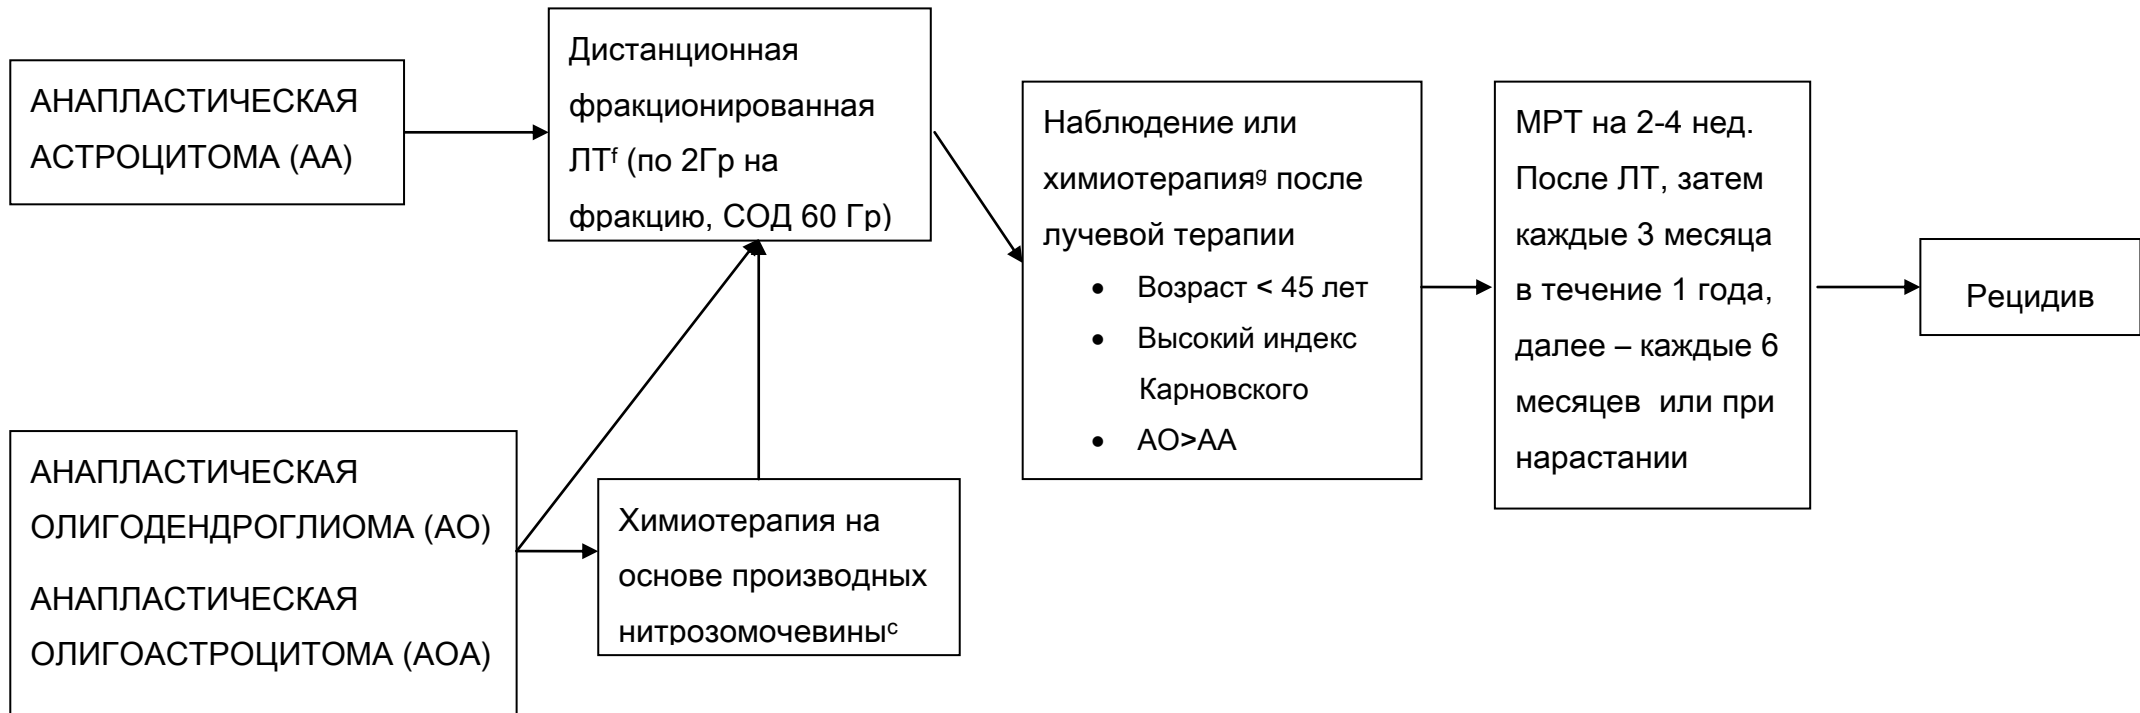 АНАПЛАСТИЧЕСКАЯ
АСТРОЦИТОМА (АА)
Дистанционная
фракционированная
ЛТᶠ (по 2Гр на
фракцию, СОД 60 Гр)
Наблюдение или
химиотерапияᵍ после
лучевой терапии
• Возраст < 45 лет
• Высокий индекс
Карновского
• АО>АА
МРТ на 2-4 нед.
После ЛТ, затем
каждые 3 месяца
в течение 1 года,
далее – каждые 6
месяцев или при
нарастании
Рецидив
АНАПЛАСТИЧЕСКАЯ
ОЛИГОДЕНДРОГЛИОМА (АО)
АНАПЛАСТИЧЕСКАЯ
ОЛИГОАСТРОЦИТОМА (АОА)
Химиотерапия на
основе производных
нитрозомочевиныᶜ